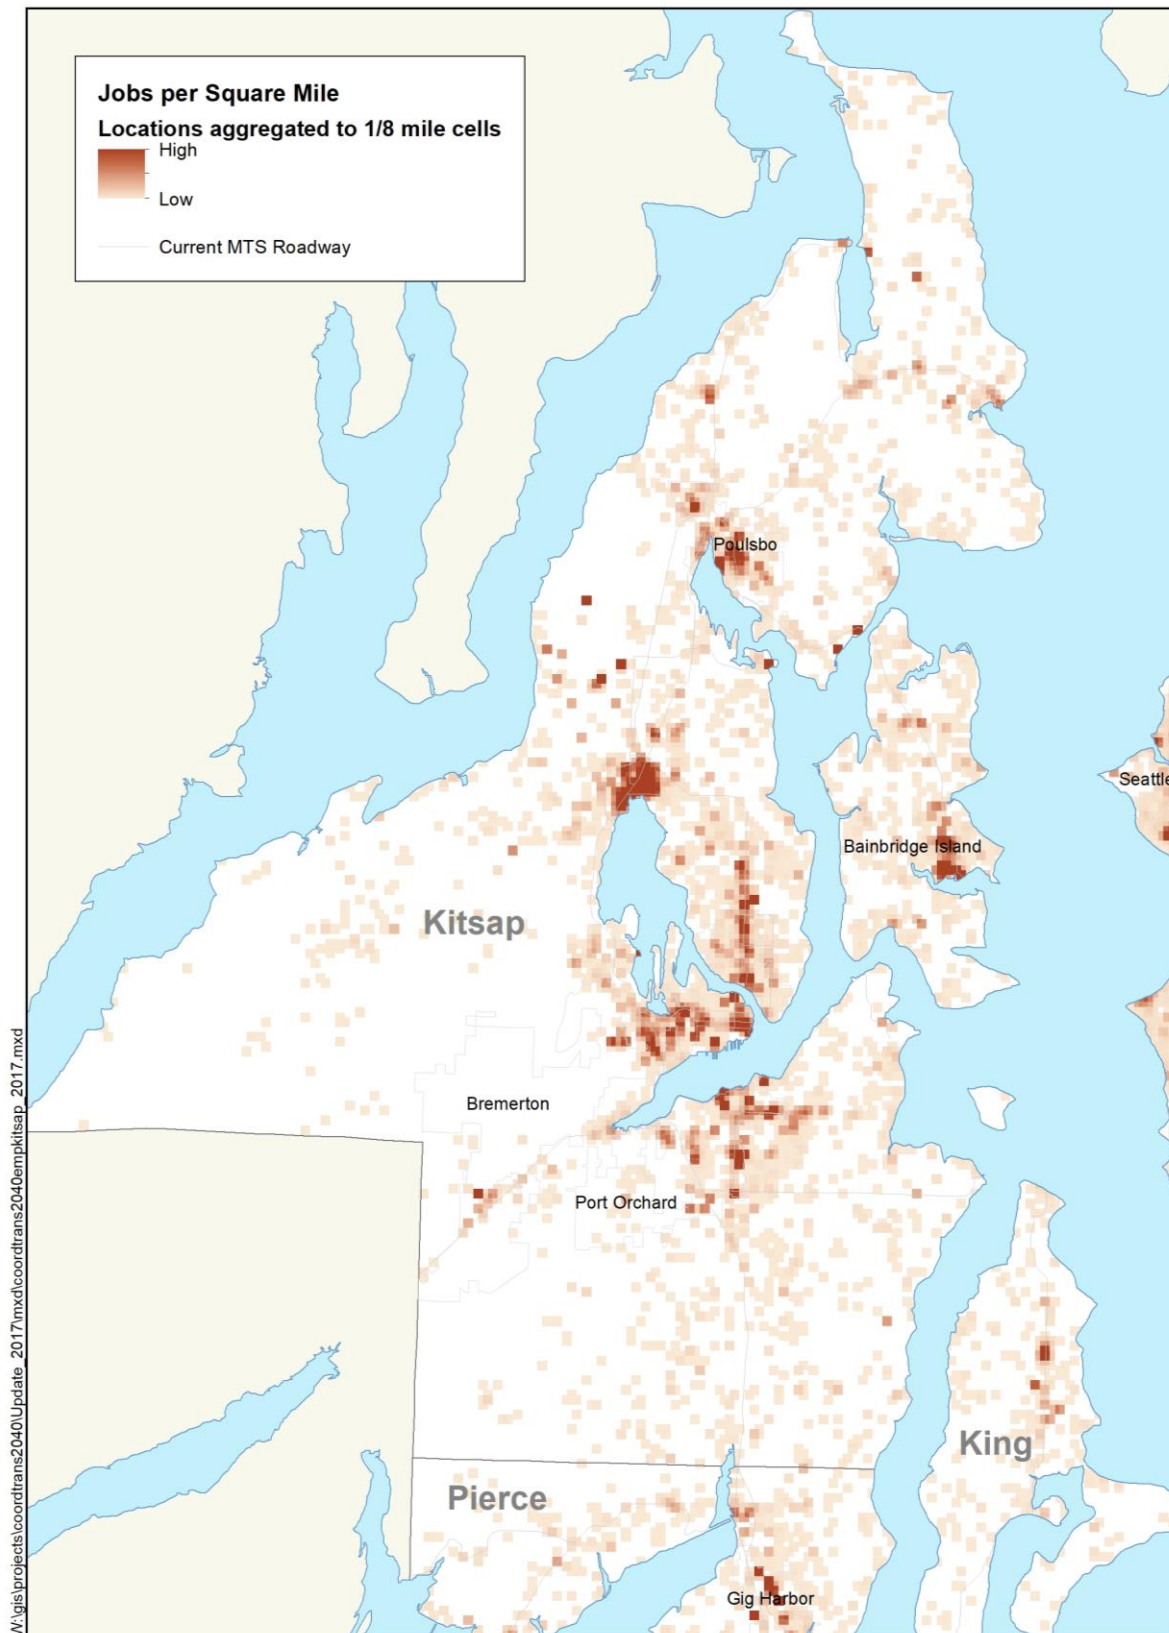 Jobs per Square Mile
Locations aggregated to 1/8 mile cells
High
Low
Current MTS Roadway
Poulsbo
Seattle
Bainbridge Island
Kitsap
Bremerton
Port Orchard
King
Pierce
Gig Harbor
W:\gis\projects\coordtrans2040\Update_2017\mxd\coordtrans2040empkitsap_2017.mxd